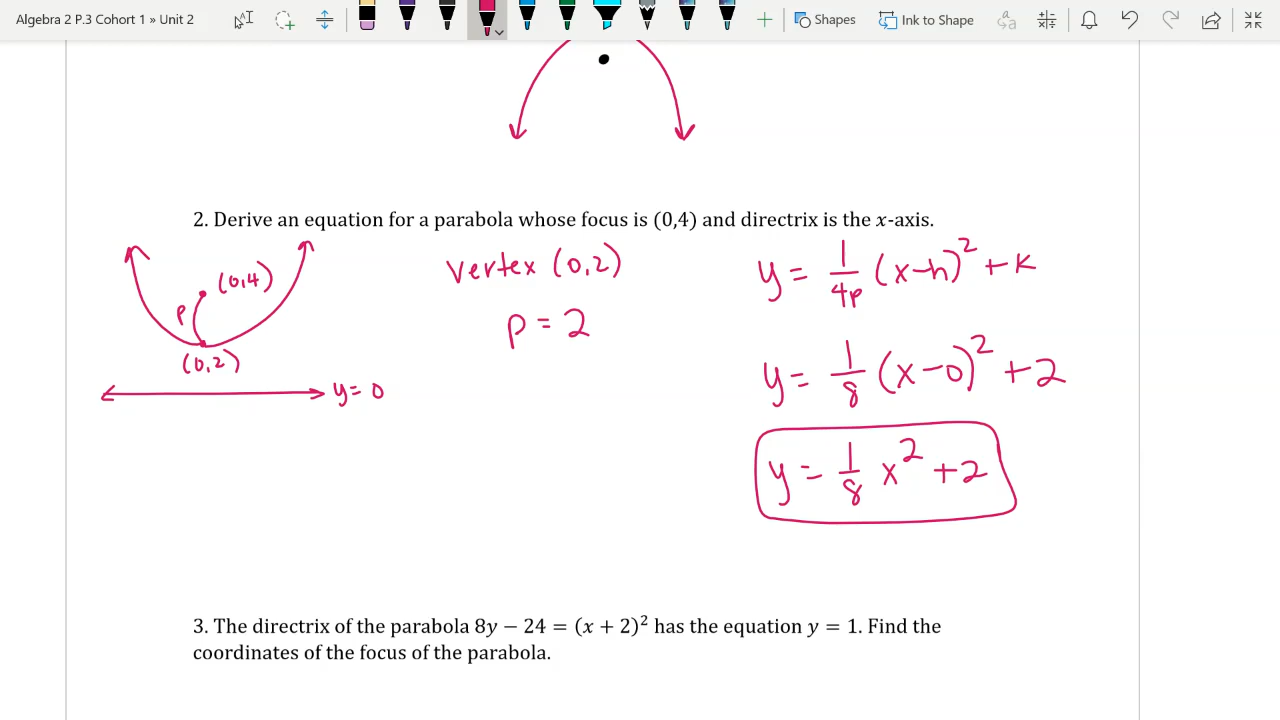 Algebra 2 P.3 Cohort 1 » Unit 2
Shapes
Ink to Shape
2. Derive an equation for a parabola whose focus is (0,4) and directrix is the x-axis.
(0,4)
P
(0,2)
y = 0
vertex (0,2)
p = 2
y = 1/4p (x-h)² + k
y = 1/8 (x-0)² + 2
y = 1/8 x² + 2
3. The directrix of the parabola 8y − 24 = (x + 2)² has the equation y = 1. Find the
coordinates of the focus of the parabola.